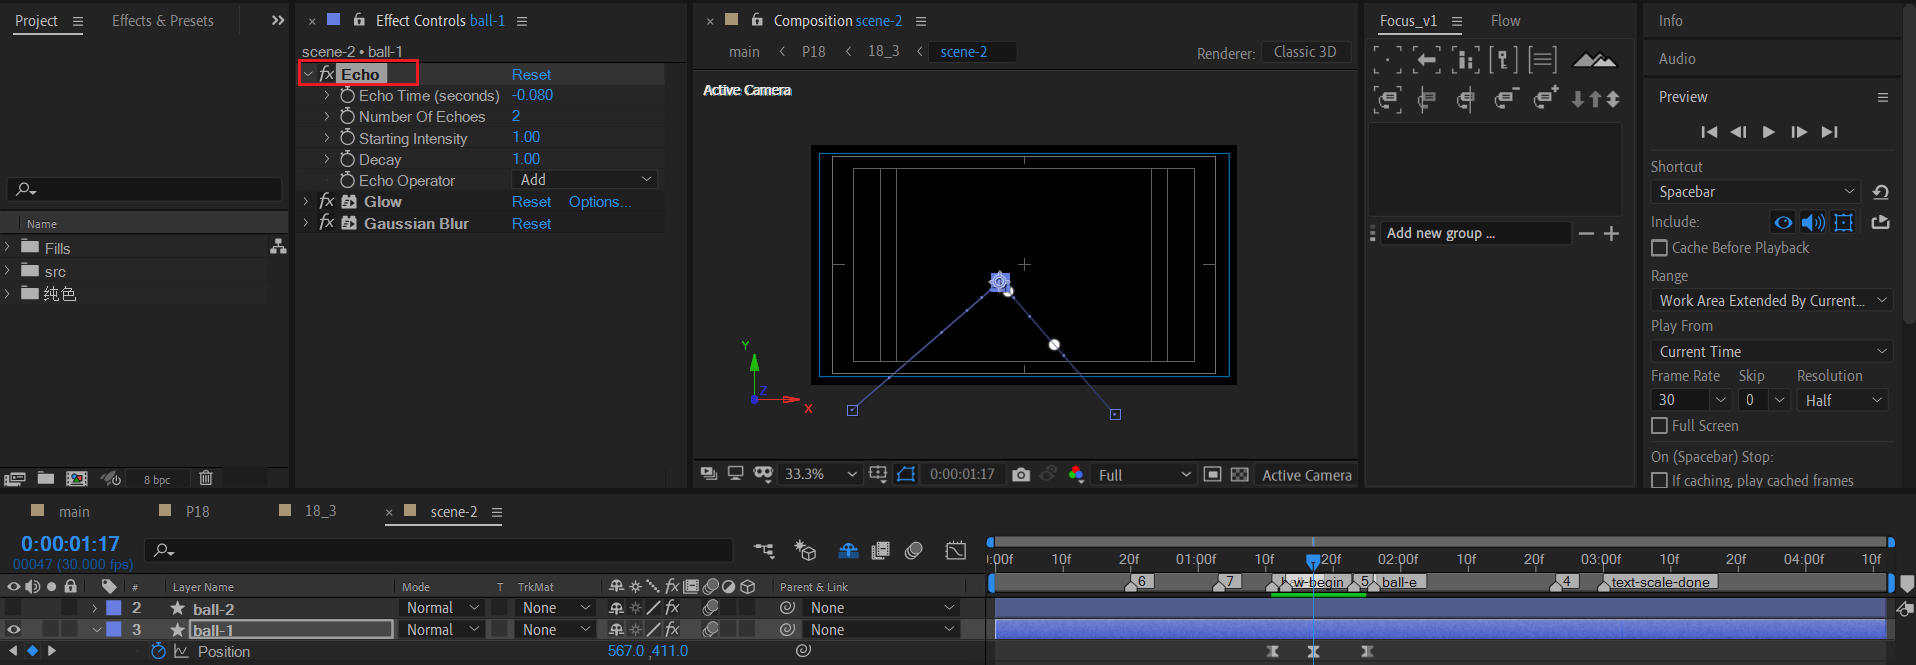 Project
Effects & Presets
Effect Controls ball-1
Composition scene-2
Focus_v1
Flow
Info
scene-2 • ball-1
main
P18
18_3
scene-2
Renderer:
Classic 3D
Audio
fx Echo
Reset
Active Camera
Preview
Echo Time (seconds)
-0.080
Number Of Echoes
2
Starting Intensity
1.00
Decay
1.00
Echo Operator
Add
fx Glow
Reset
Options...
fx Gaussian Blur
Reset
Shortcut
Spacebar
Include:
Cache Before Playback
Range
Work Area Extended By Current...
Play From
Current Time
Frame Rate
Skip
Resolution
30
0
Half
Full Screen
On (Spacebar) Stop:
If caching, play cached frames
Add new group ...
Name
Fills
src
纯色
8 bpc
Y
Z
X
33.3%
0:00:01:17
Full
Active Camera
main
P18
18_3
scene-2
0:00:01:17
00047 (30.000 fps)
:00f
10f
20f
01:00f
10f
20f
02:00f
10f
20f
03:00f
10f
20f
04:00f
10f
6
7
w-begin
5
ball-e
4
text-scale-done
#
Layer Name
Mode
T
TrkMat
fx
Parent & Link
2
ball-2
Normal
None
fx
None
3
ball-1
Normal
None
fx
None
Position
567.0 ,411.0